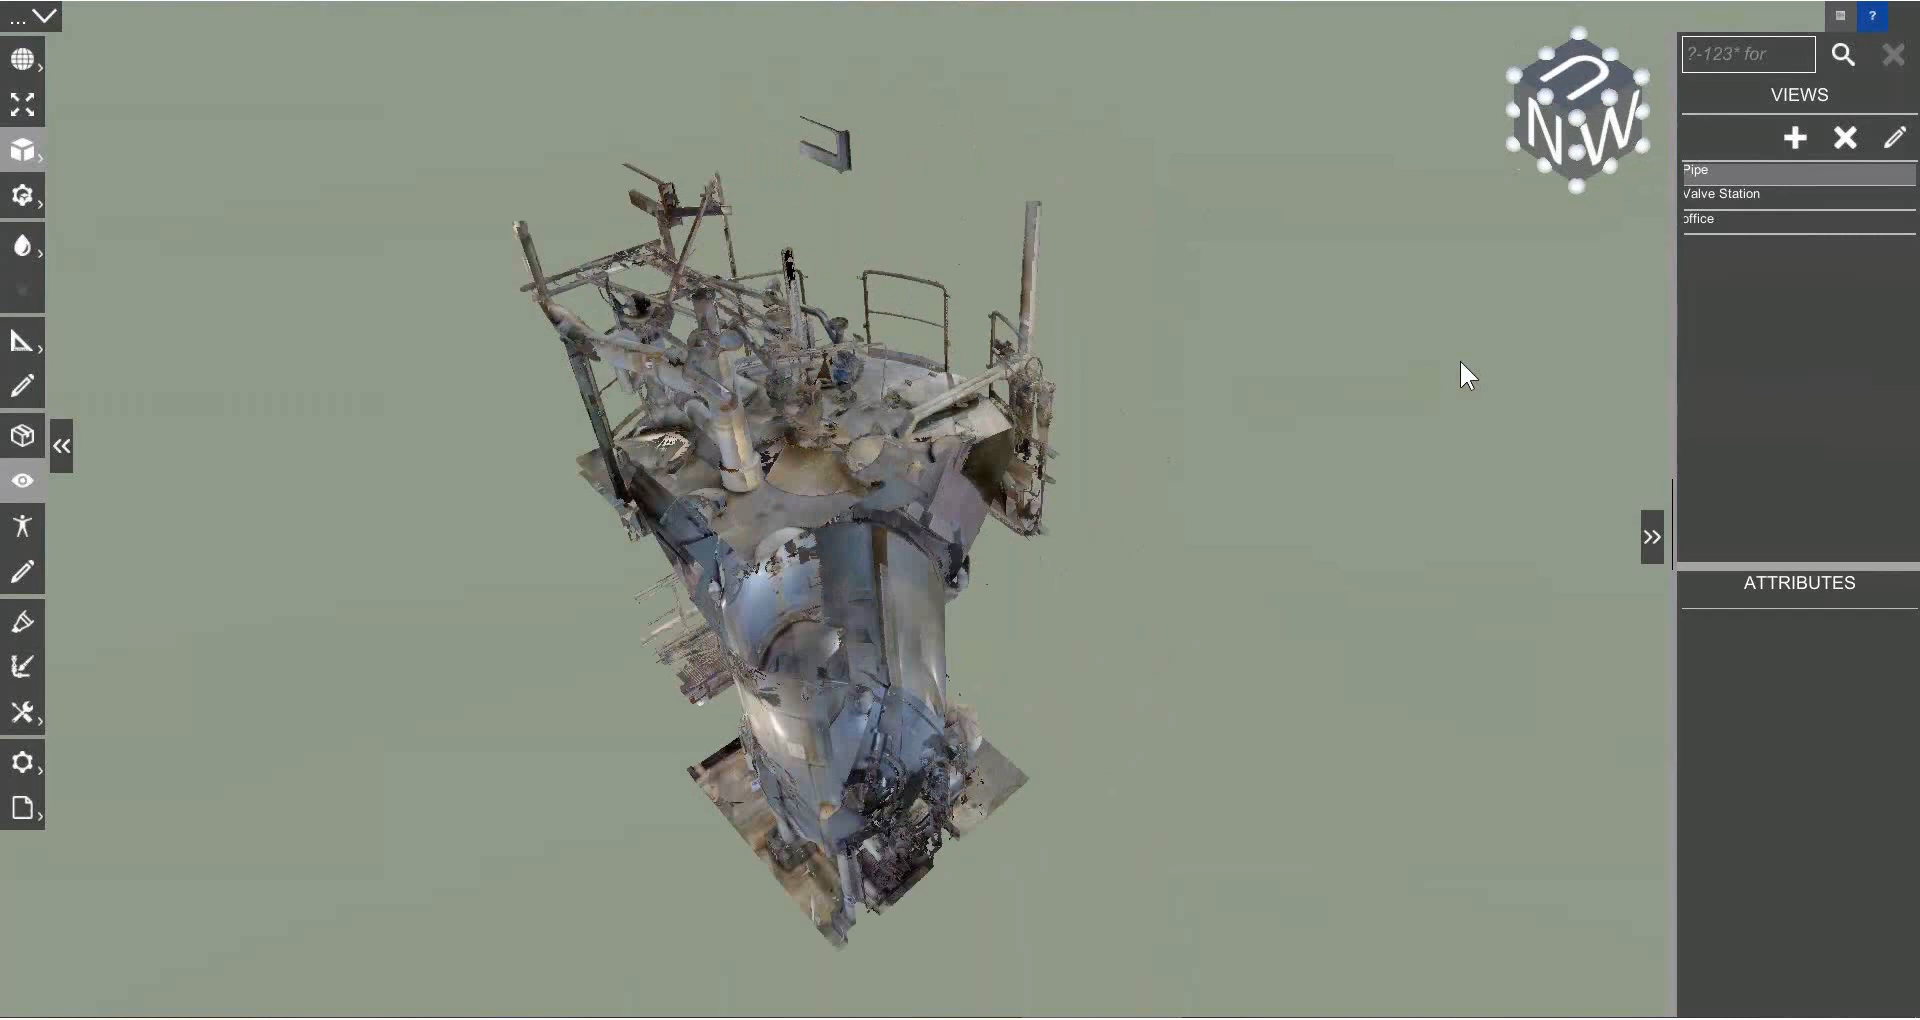 ...
?
?-123* for
VIEWS
Pipe
Valve Station
office
ATTRIBUTES
U
N W